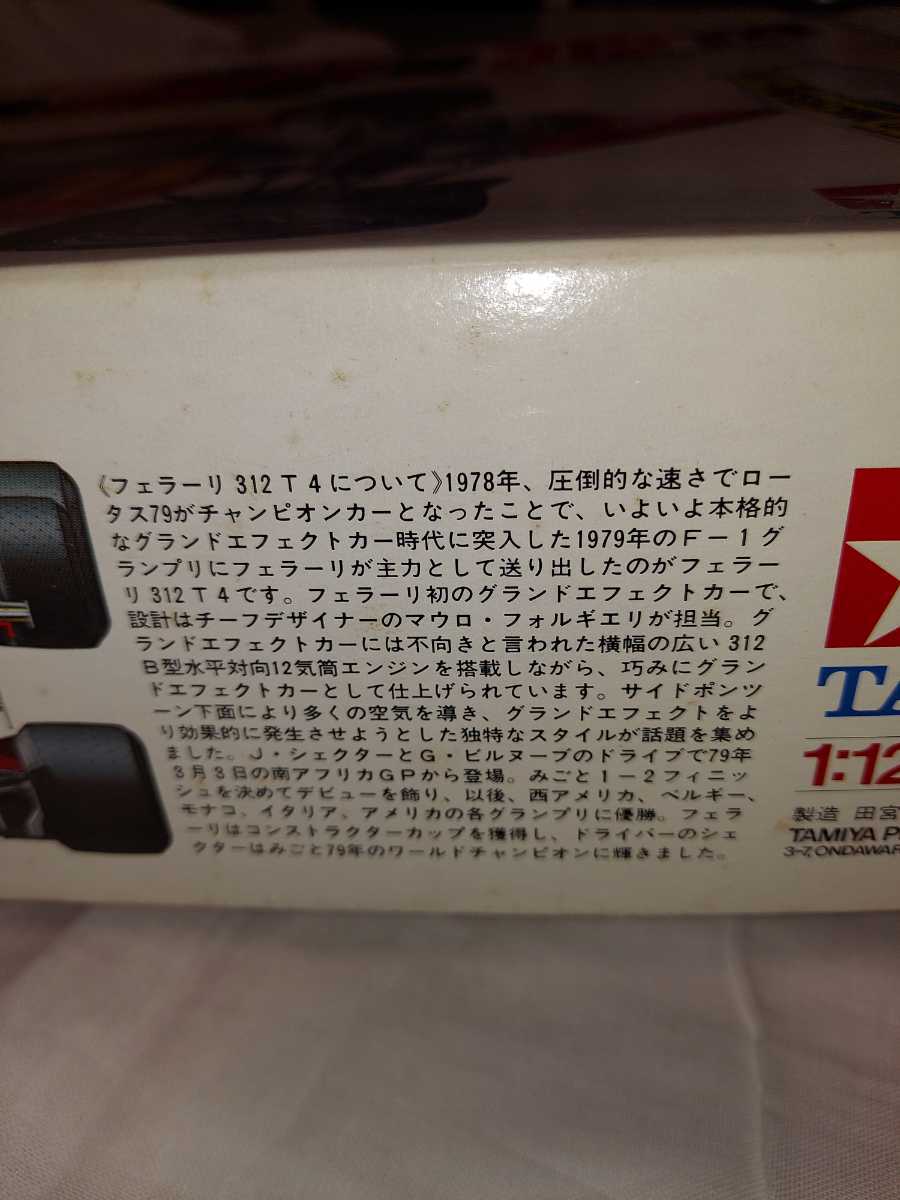 《フェラーリ 312 T 4 について》1978年、圧倒的な速さでロー
タス79がチャンピオンカーとなったことで、いよいよ本格的
なグランドエフェクトカー時代に突入した1979年のF－1グ
ランプリにフェラーリが主力として送り出したのがフェラー
リ 312 T 4 です。フェラーリ初のグランドエフェクトカーで、
設計はチーフデザイナーのマウロ・フォルギエリが担当。グ
ランドエフェクトカーには不向きと言われた横幅の広い 312
B型水平対向12気筒エンジンを搭載しながら、巧みにグラン
ドエフェクトカーとして仕上げられています。サイドポンツ
ーン下面により多くの空気を導き、グランドエフェクトをよ
り効果的に発生させようとした独特なスタイルが話題を集め
ました。J・シェクターとG・ビルヌーブのドライブで79年
3月3日の南アフリカGPから登場。みごと1－2フィニッ
シュを決めてデビューを飾り、以後、西アメリカ、ベルギー、
モナコ、イタリア、アメリカの各グランプリに優勝。フェラ
ーリはコンストラクターカップを獲得し、ドライバーのシェ
クターはみごと79年のワールドチャンピオンに輝きました。
TA
1:12
製造 田宮
TAMIYA P
3-7, ONDAWAR